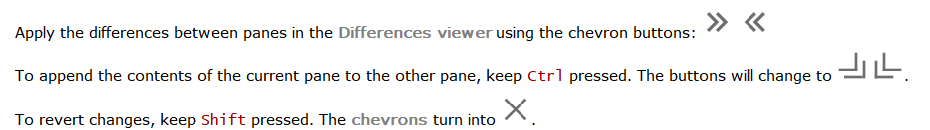 Apply the differences between panes in the Differences viewer using the chevron buttons: » «
To append the contents of the current pane to the other pane, keep Ctrl pressed. The buttons will change to .
To revert changes, keep Shift pressed. The chevrons turn into .